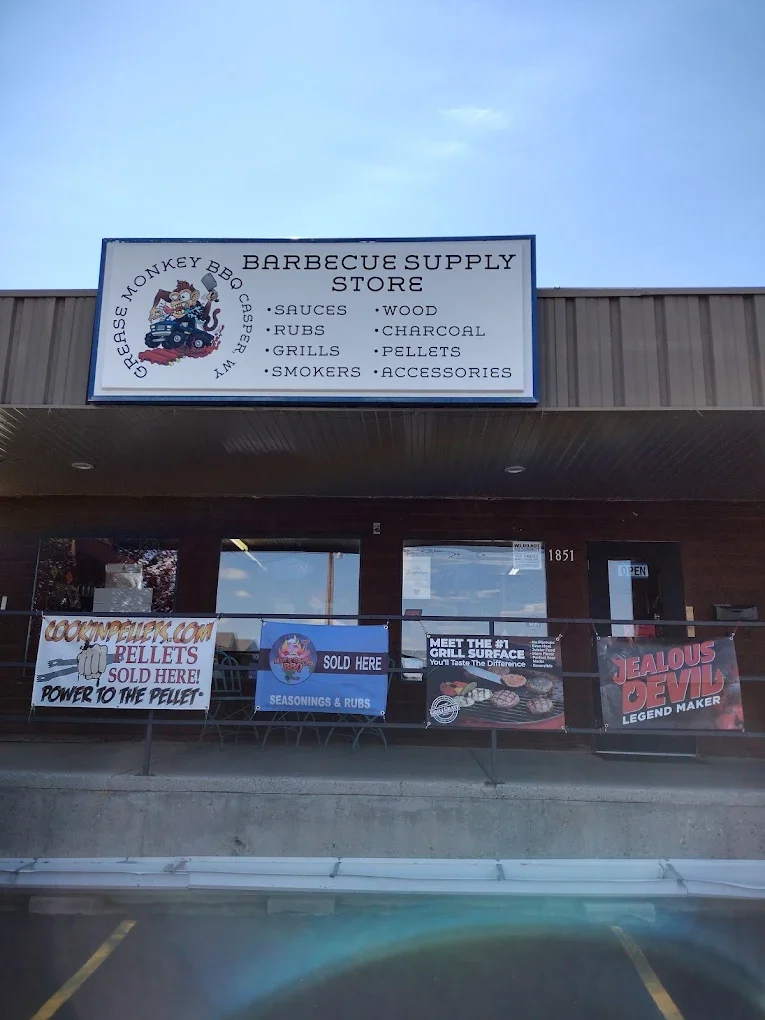 GREASE MONKEY BBQ CASPER, WY
BARBECUE SUPPLY
STORE
•SAUCES •WOOD
•RUBS •CHARCOAL
•GRILLS •PELLETS
•SMOKERS •ACCESSORIES
1851
OPEN
COOKINPELLETS.COM
PELLETS
SOLD HERE!
POWER TO THE PELLET
SOLD HERE
SEASONINGS & RUBS
MEET THE #1
GRILL SURFACE
You'll Taste The Difference
JEALOUS
DEVIL
LEGEND MAKER